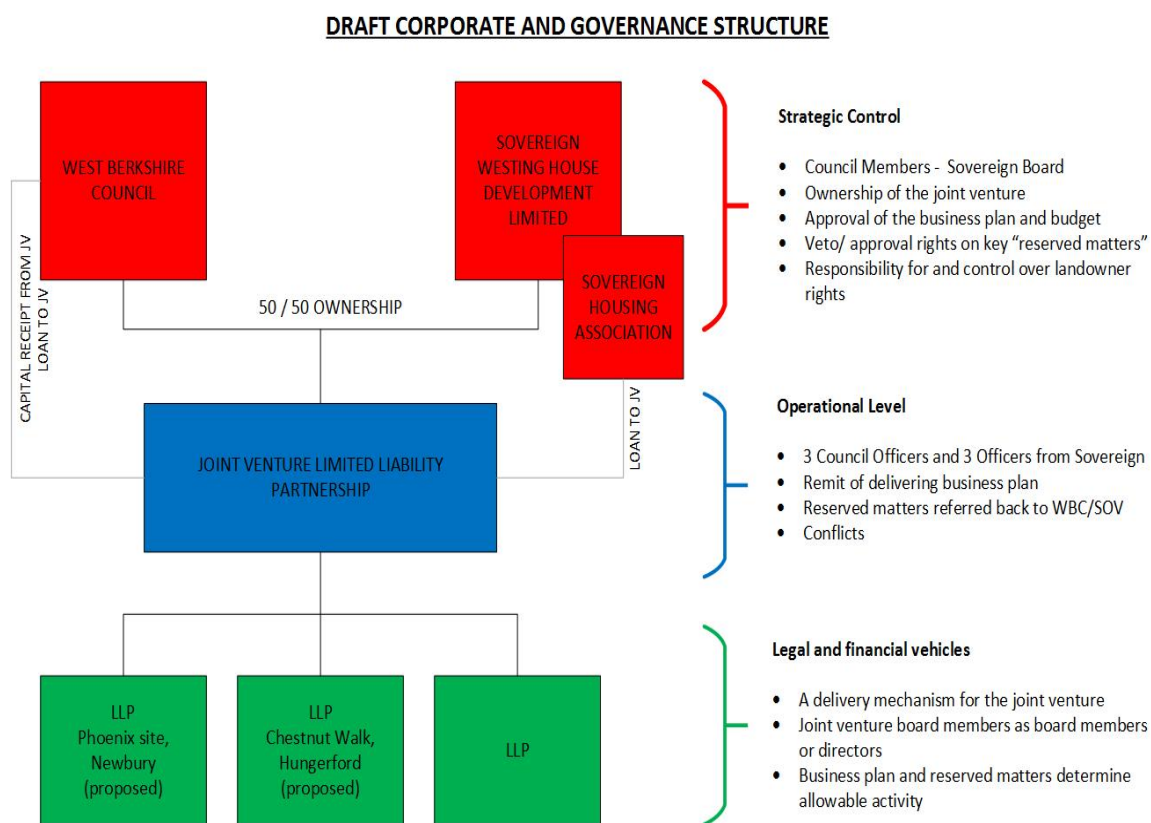 DRAFT CORPORATE AND GOVERNANCE STRUCTURE
WEST BERKSHIRE
COUNCIL
SOVEREIGN
WESTING HOUSE
DEVELOPMENT
LIMITED
SOVEREIGN
HOUSING
ASSOCIATION
50 / 50 OWNERSHIP
CAPITAL RECEIPT FROM JV
LOAN TO JV
LOAN TO JV
Strategic Control
• Council Members - Sovereign Board
• Ownership of the joint venture
• Approval of the business plan and budget
• Veto/ approval rights on key “reserved matters”
• Responsibility for and control over landowner
rights
JOINT VENTURE LIMITED LIABILITY
PARTNERSHIP
Operational Level
• 3 Council Officers and 3 Officers from Sovereign
• Remit of delivering business plan
• Reserved matters referred back to WBC/SOV
• Conflicts
LLP
Phoenix site,
Newbury
(proposed)
LLP
Chestnut Walk,
Hungerford
(proposed)
LLP
Legal and financial vehicles
• A delivery mechanism for the joint venture
• Joint venture board members as board members
or directors
• Business plan and reserved matters determine
allowable activity